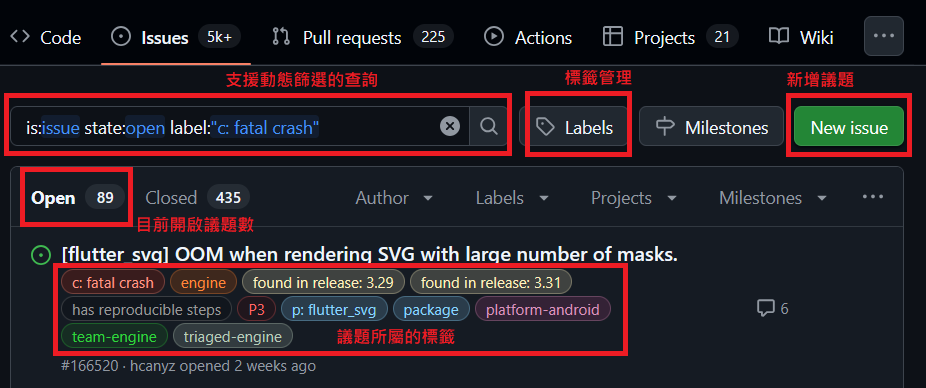 Code Issues 5k+ Pull requests 225 Actions Projects 21 Wiki ...
支援動態篩選的查詢 標籤管理 新增議題
is:issue state:open label:"c: fatal crash" Labels Milestones New issue
Open 89 Closed 435 Author Labels Projects Milestones ...
目前開啟議題數
[flutter_svg] OOM when rendering SVG with large number of masks.
c: fatal crash engine found in release: 3.29 found in release: 3.31
has reproducible steps P3 p: flutter_svg package platform-android 6
team-engine triaged-engine 議題所屬的標籤
#166520 · hcanyz opened 2 weeks ago